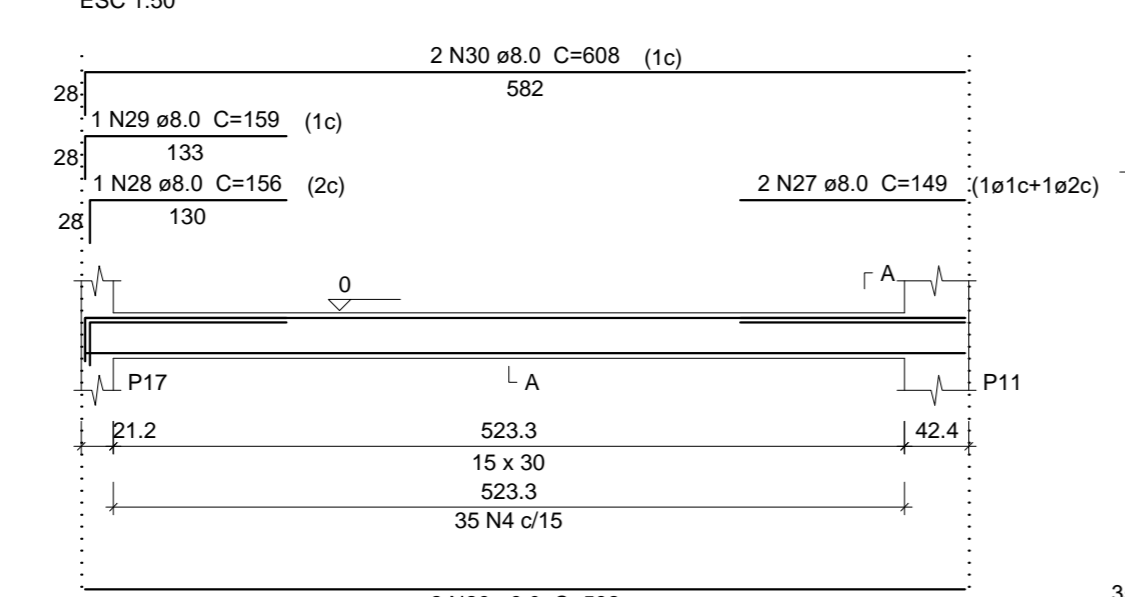 ESC 1:50
2 N30 ø8.0 C=608 (1c)
28
582
1 N29 ø8.0 C=159 (1c)
28
133
1 N28 ø8.0 C=156 (2c)
2 N27 ø8.0 C=149 (1ø1c+1ø2c)
28
130
A
0
P17
A
P11
21.2
523.3
42.4
15 x 30
523.3
35 N4 c/15
3